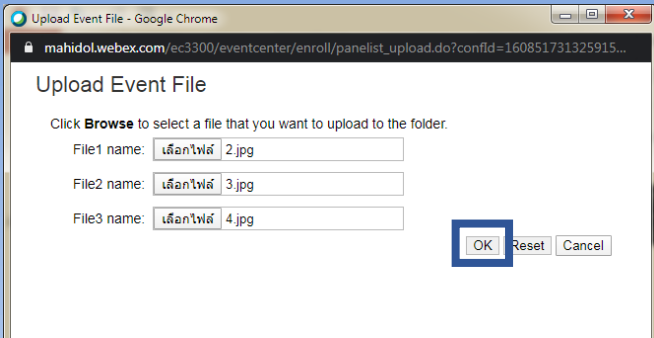 Upload Event File - Google Chrome
mahidol.webex.com/ec3300/eventcenter/enroll/panelist_upload.do?confId=160851731325915...
Upload Event File
Click Browse to select a file that you want to upload to the folder.
File1 name: เลือกไฟล์ 2.jpg
File2 name: เลือกไฟล์ 3.jpg
File3 name: เลือกไฟล์ 4.jpg
OK Reset Cancel